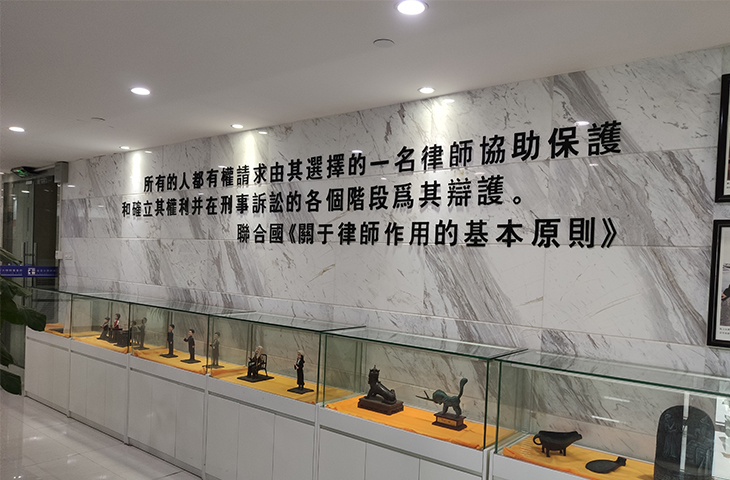 所有的人都有權請求由其選擇的一名律師協助保護
和確立其權利并在刑事訴訟的各個階段爲其辯護。
聯合國《關于律師作用的基本原則》